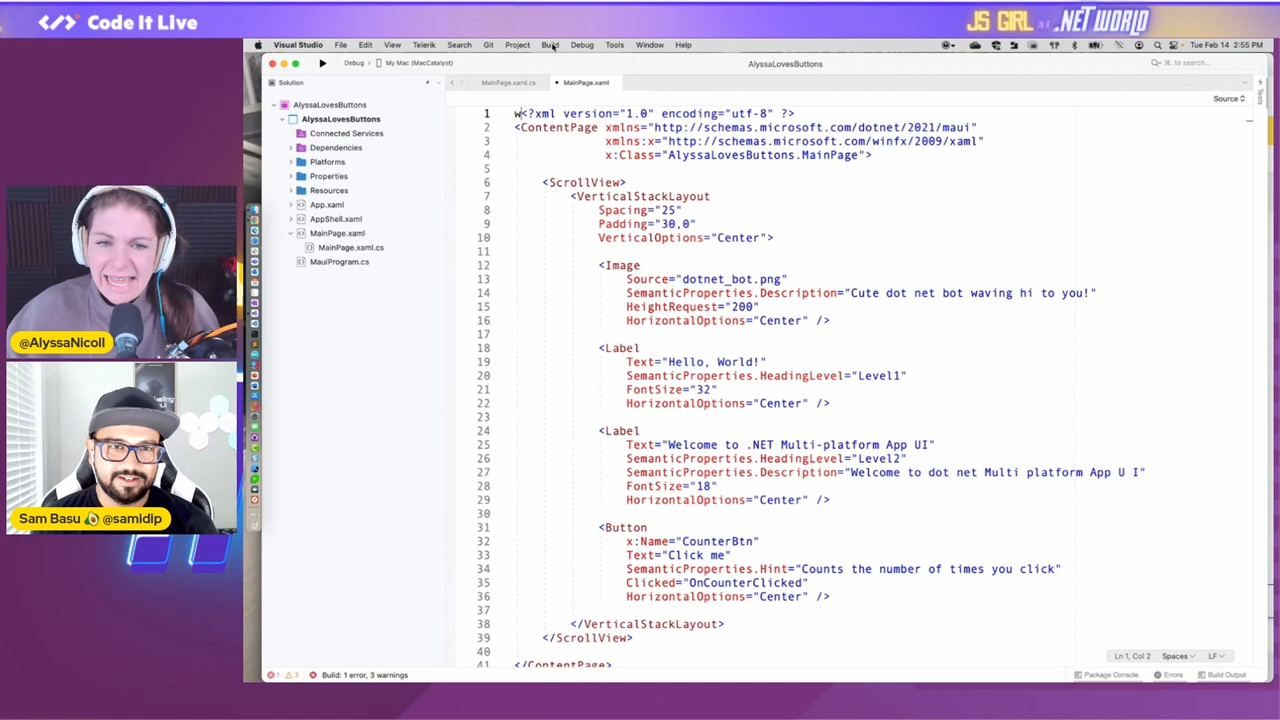 </> Code It Live
JS GIRL IN A .NET WORLD
Visual Studio File Edit View Telerik Search Git Project Build Debug Tools Window Help
Tue Feb 14 2:55 PM
Debug > My Mac (MacCatalyst)
AlyssaLovesButtons
⌘. to search...
Solution
MainPage.xaml.cs
MainPage.xaml
Source
Tests
AlyssaLovesButtons
AlyssaLovesButtons
Connected Services
Dependencies
Platforms
Properties
Resources
App.xaml
AppShell.xaml
MainPage.xaml
MainPage.xaml.cs
MauiProgram.cs
1 w<?xml version="1.0" encoding="utf-8" ?>
2 <ContentPage xmlns="http://schemas.microsoft.com/dotnet/2021/maui"
3 xmlns:x="http://schemas.microsoft.com/winfx/2009/xaml"
4 x:Class="AlyssaLovesButtons.MainPage">
5
6 <ScrollView>
7 <VerticalStackLayout
8 Spacing="25"
9 Padding="30,0"
10 VerticalOptions="Center">
11
12 <Image
13 Source="dotnet_bot.png"
14 SemanticProperties.Description="Cute dot net bot waving hi to you!"
15 HeightRequest="200"
16 HorizontalOptions="Center" />
17
18 <Label
19 Text="Hello, World!"
20 SemanticProperties.HeadingLevel="Level1"
21 FontSize="32"
22 HorizontalOptions="Center" />
23
24 <Label
25 Text="Welcome to .NET Multi-platform App UI"
26 SemanticProperties.HeadingLevel="Level2"
27 SemanticProperties.Description="Welcome to dot net Multi platform App U I"
28 FontSize="18"
29 HorizontalOptions="Center" />
30
31 <Button
32 x:Name="CounterBtn"
33 Text="Click me"
34 SemanticProperties.Hint="Counts the number of times you click"
35 Clicked="OnCounterClicked"
36 HorizontalOptions="Center" />
37
38 </VerticalStackLayout>
39 </ScrollView>
40
41 </ContentPage>
@AlyssaNicoll
Sam Basu 🥑 @samidip
Ln 1, Col 2 Spaces LF
1 3 Build: 1 error, 3 warnings
Package Console Errors Build Output